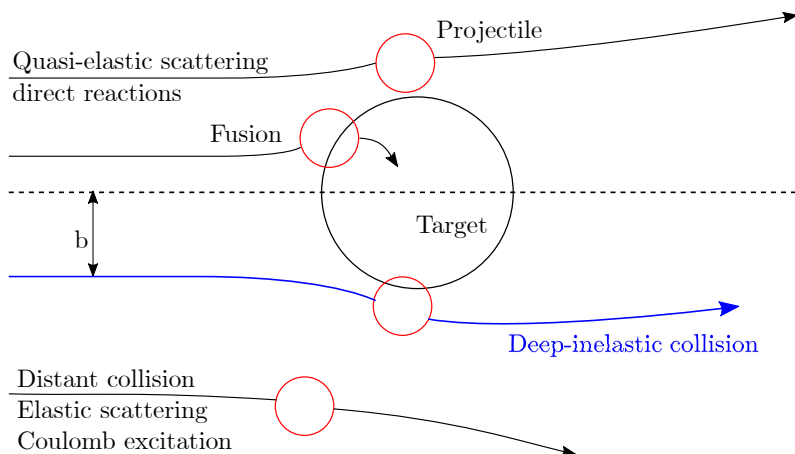 Projectile
Quasi-elastic scattering
direct reactions
Fusion
Target
b
Deep-inelastic collision
Distant collision
Elastic scattering
Coulomb excitation